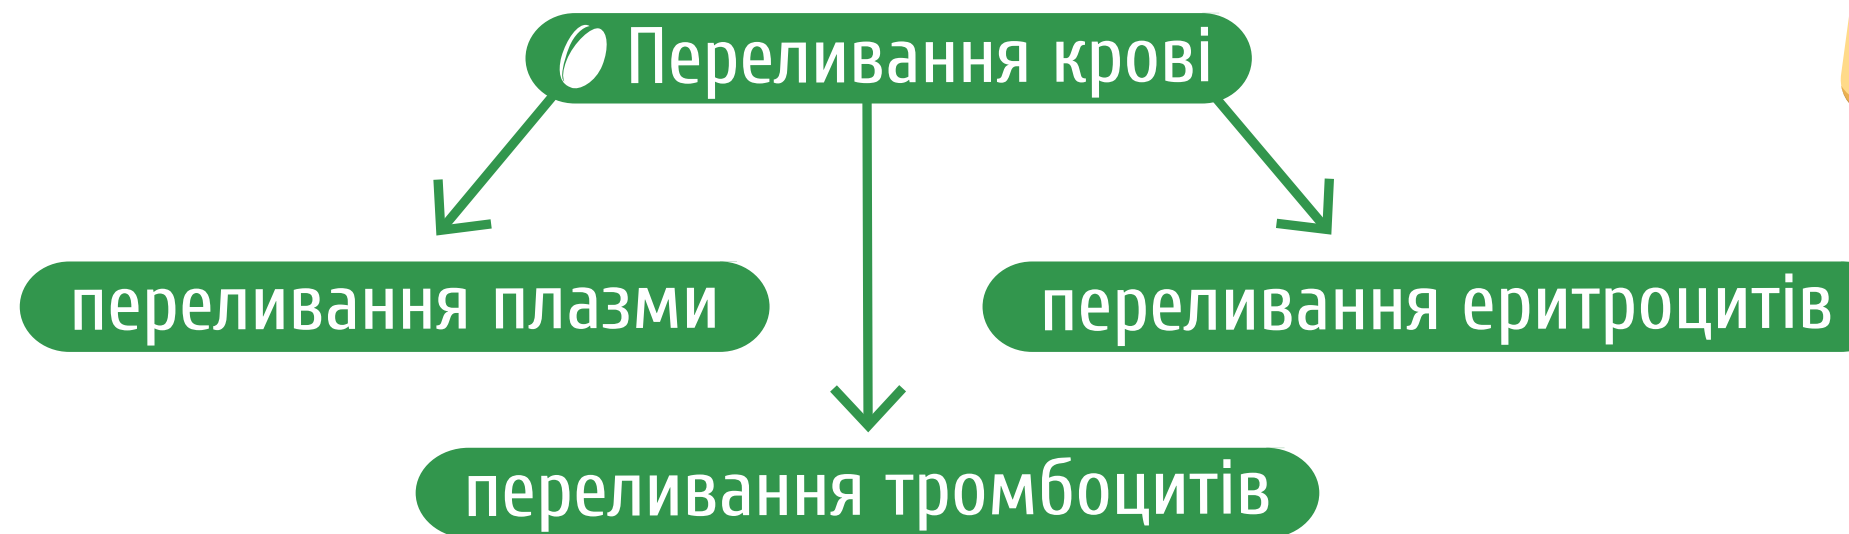 Переливання крові
переливання плазми
переливання еритроцитів
переливання тромбоцитів